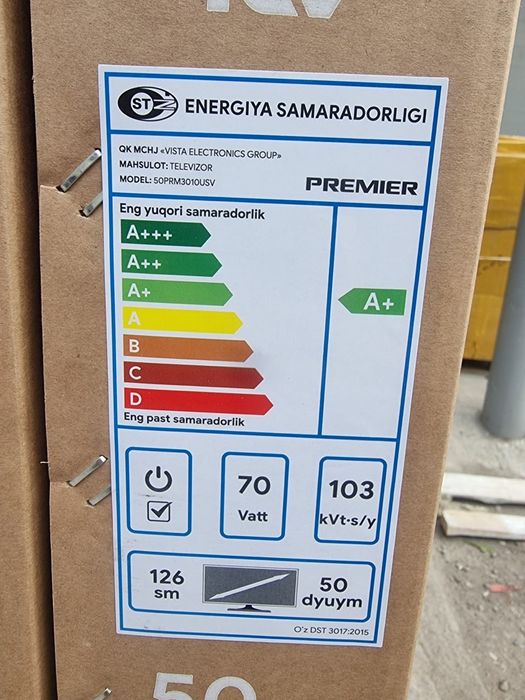 ST
ENERGIYA SAMARADORLIGI
QK MCHJ «VISTA ELECTRONICS GROUP»
MAHSULOT: TELEVIZOR
MODEL: 50PRM3010USV
PREMIER
Eng yuqori samaradorlik
A+++
A++
A+
A
B
C
D
Eng past samaradorlik
A+
70
Vatt
103
kVt·s/y
126
sm
50
dyuym
O'z DST 3017:2015
50